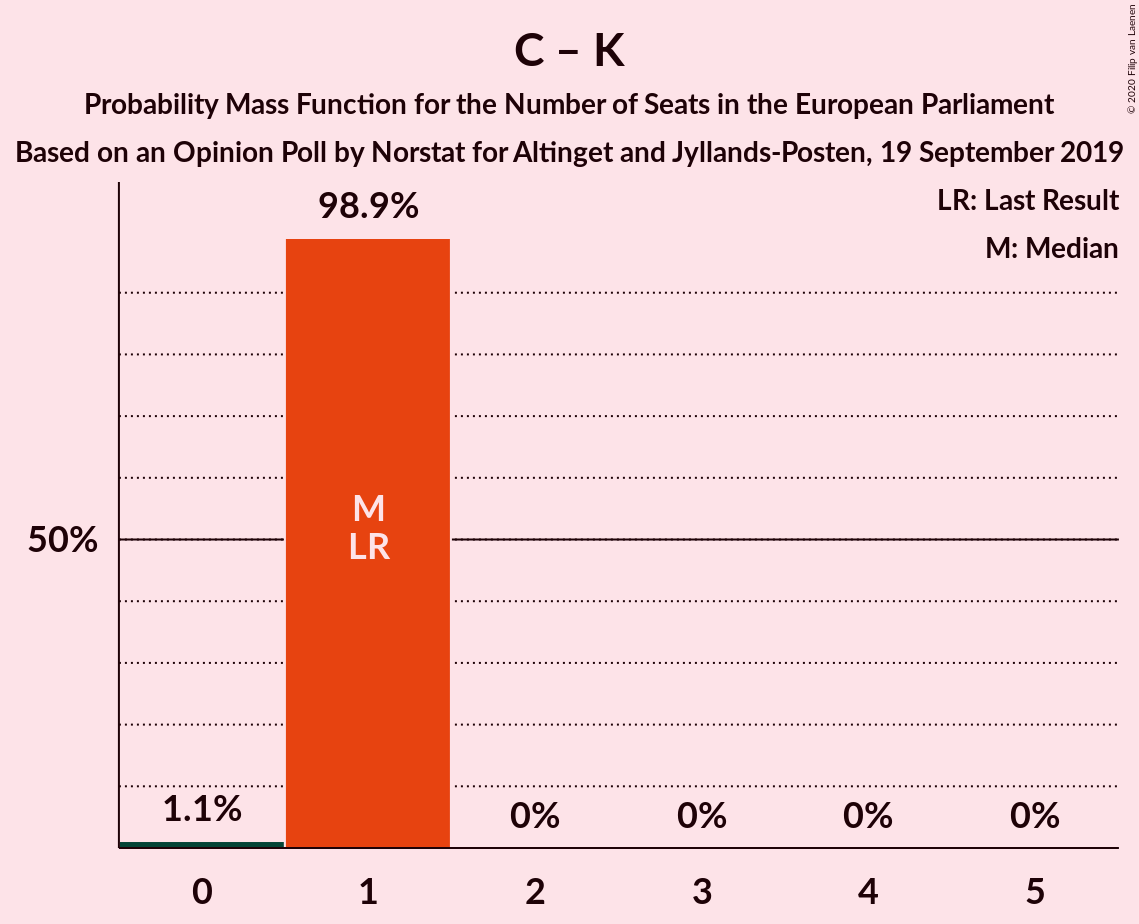 C – K
Probability Mass Function for the Number of Seats in the European Parliament
Based on an Opinion Poll by Norstat for Altinget and Jyllands-Posten, 19 September 2019
© 2020 Filip van Laenen
LR: Last Result
M: Median
98.9%
M
LR
50%
1.1%
0%
0%
0%
0%
0
1
2
3
4
5